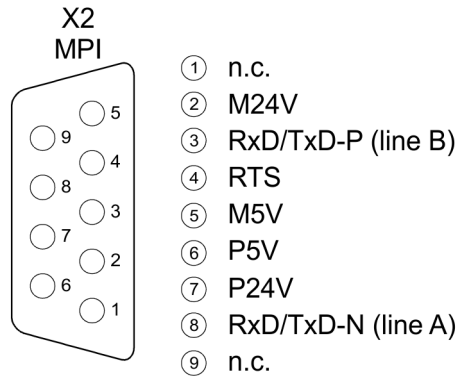 X2
MPI
5
9
4
8
3
7
2
6
1
1 n.c.
2 M24V
3 RxD/TxD-P (line B)
4 RTS
5 M5V
6 P5V
7 P24V
8 RxD/TxD-N (line A)
9 n.c.